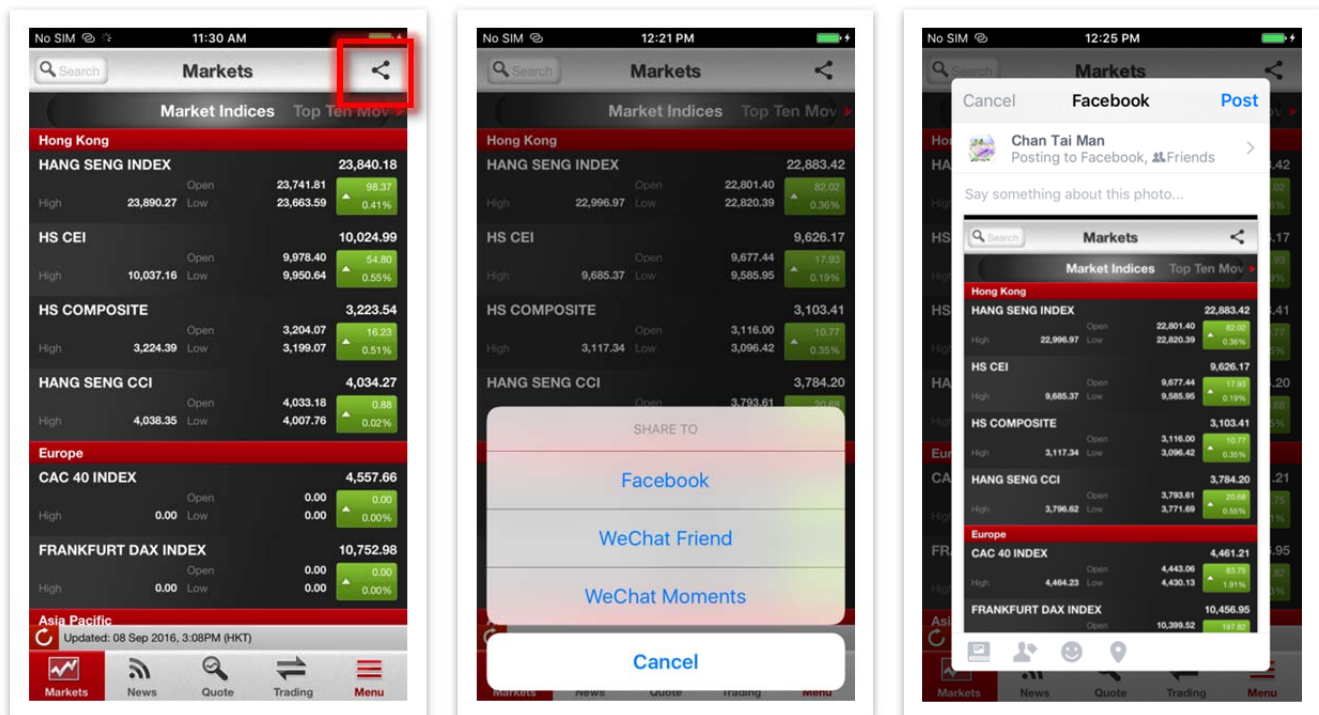 No SIM 11:30 AM
Search Markets
Market Indices Top Ten Mov
Hong Kong
HANG SENG INDEX 23,840.18
Open 23,741.81 98.37
High 23,890.27 Low 23,663.59 0.41%
HS CEI 10,024.99
Open 9,978.40 54.80
High 10,037.16 Low 9,950.64 0.55%
HS COMPOSITE 3,223.54
Open 3,204.07 16.23
High 3,224.39 Low 3,199.07 0.51%
HANG SENG CCI 4,034.27
Open 4,033.18 0.88
High 4,038.35 Low 4,007.76 0.02%
Europe
CAC 40 INDEX 4,557.66
Open 0.00 0.00
High 0.00 Low 0.00 0.00%
FRANKFURT DAX INDEX 10,752.98
Open 0.00 0.00
High 0.00 Low 0.00 0.00%
Asia Pacific
Updated: 08 Sep 2016, 3:08PM (HKT)
Markets News Quote Trading Menu
No SIM 12:21 PM
Search Markets
Market Indices Top Ten Mov
Hong Kong
HANG SENG INDEX 22,883.42
Open 22,801.40 82.02
High 22,996.97 Low 22,820.39 0.36%
HS CEI 9,626.17
Open 9,677.44 17.93
High 9,685.37 Low 9,585.95 0.19%
HS COMPOSITE 3,103.41
Open 3,116.00 10.77
High 3,117.34 Low 3,096.42 0.35%
HANG SENG CCI 3,784.20
Open 3,793.61 20.68
SHARE TO
Facebook
WeChat Friend
WeChat Moments
Cancel
Markets News Quote Trading Menu
No SIM 12:25 PM
Search Markets
Cancel Facebook Post
Chan Tai Man
Posting to Facebook, Friends
Say something about this photo...
Search Markets
Market Indices Top Ten Mov
Hong Kong
HANG SENG INDEX 22,883.42
Open 22,801.40 82.02
High 22,996.97 Low 22,820.39 0.36%
HS CEI 9,626.17
Open 9,677.44 17.93
High 9,685.37 Low 9,585.95 0.19%
HS COMPOSITE 3,103.41
Open 3,116.00 10.77
High 3,117.34 Low 3,096.42 0.35%
HANG SENG CCI 3,784.20
Open 3,793.61 20.68
High 3,796.62 Low 3,771.69 0.55%
Europe
CAC 40 INDEX 4,461.21
Open 4,443.06 83.75
High 4,464.23 Low 4,430.13 1.91%
FRANKFURT DAX INDEX 10,456.95
Open 10,399.52 197.82
Markets News Quote Trading Menu